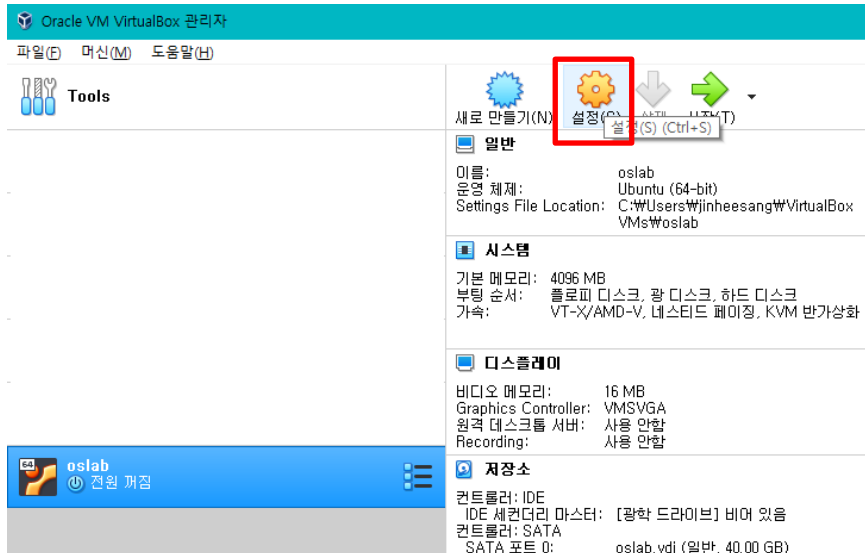 Oracle VM VirtualBox 관리자
파일(F) 머신(M) 도움말(H)
Tools
새로 만들기(N)
설정(S) (Ctrl+S)
일반
이름: oslab
운영 체제: Ubuntu (64-bit)
Settings File Location: C:₩Users₩jinheesang₩VirtualBox
VMs₩oslab
시스템
기본 메모리: 4096 MB
부팅 순서: 플로피 디스크, 광 디스크, 하드 디스크
가속: VT-X/AMD-V, 네스티드 페이징, KVM 반가상화
디스플레이
비디오 메모리: 16 MB
Graphics Controller: VMSVGA
원격 데스크톱 서버: 사용 안함
Recording: 사용 안함
64
oslab
전원 꺼짐
저장소
컨트롤러: IDE
IDE 세컨더리 마스터: [광학 드라이브] 비어 있음
컨트롤러: SATA
SATA 포트 0: oslab.vdi (일반, 40.00 GB)